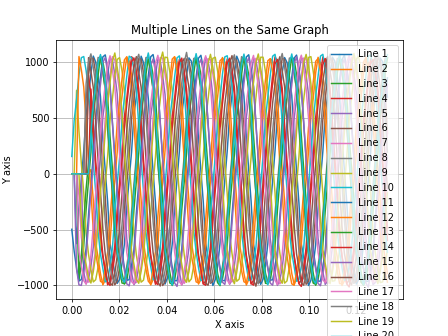 Multiple Lines on the Same Graph
1000
500
0
−500
−1000
Y axis
0.00 0.02 0.04 0.06 0.08 0.10
X axis
Line 1
Line 2
Line 3
Line 4
Line 5
Line 6
Line 7
Line 8
Line 9
Line 10
Line 11
Line 12
Line 13
Line 14
Line 15
Line 16
Line 17
Line 18
Line 19
Line 20